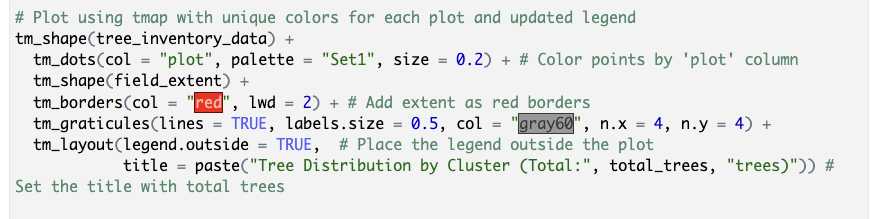 # Plot using tmap with unique colors for each plot and updated legend
tm_shape(tree_inventory_data) +
  tm_dots(col = "plot", palette = "Set1", size = 0.2) + # Color points by 'plot' column
  tm_shape(field_extent) +
  tm_borders(col = "red", lwd = 2) + # Add extent as red borders
  tm_graticules(lines = TRUE, labels.size = 0.5, col = "gray60", n.x = 4, n.y = 4) +
  tm_layout(legend.outside = TRUE,  # Place the legend outside the plot
            title = paste("Tree Distribution by Cluster (Total:", total_trees, "trees)")) #
Set the title with total trees